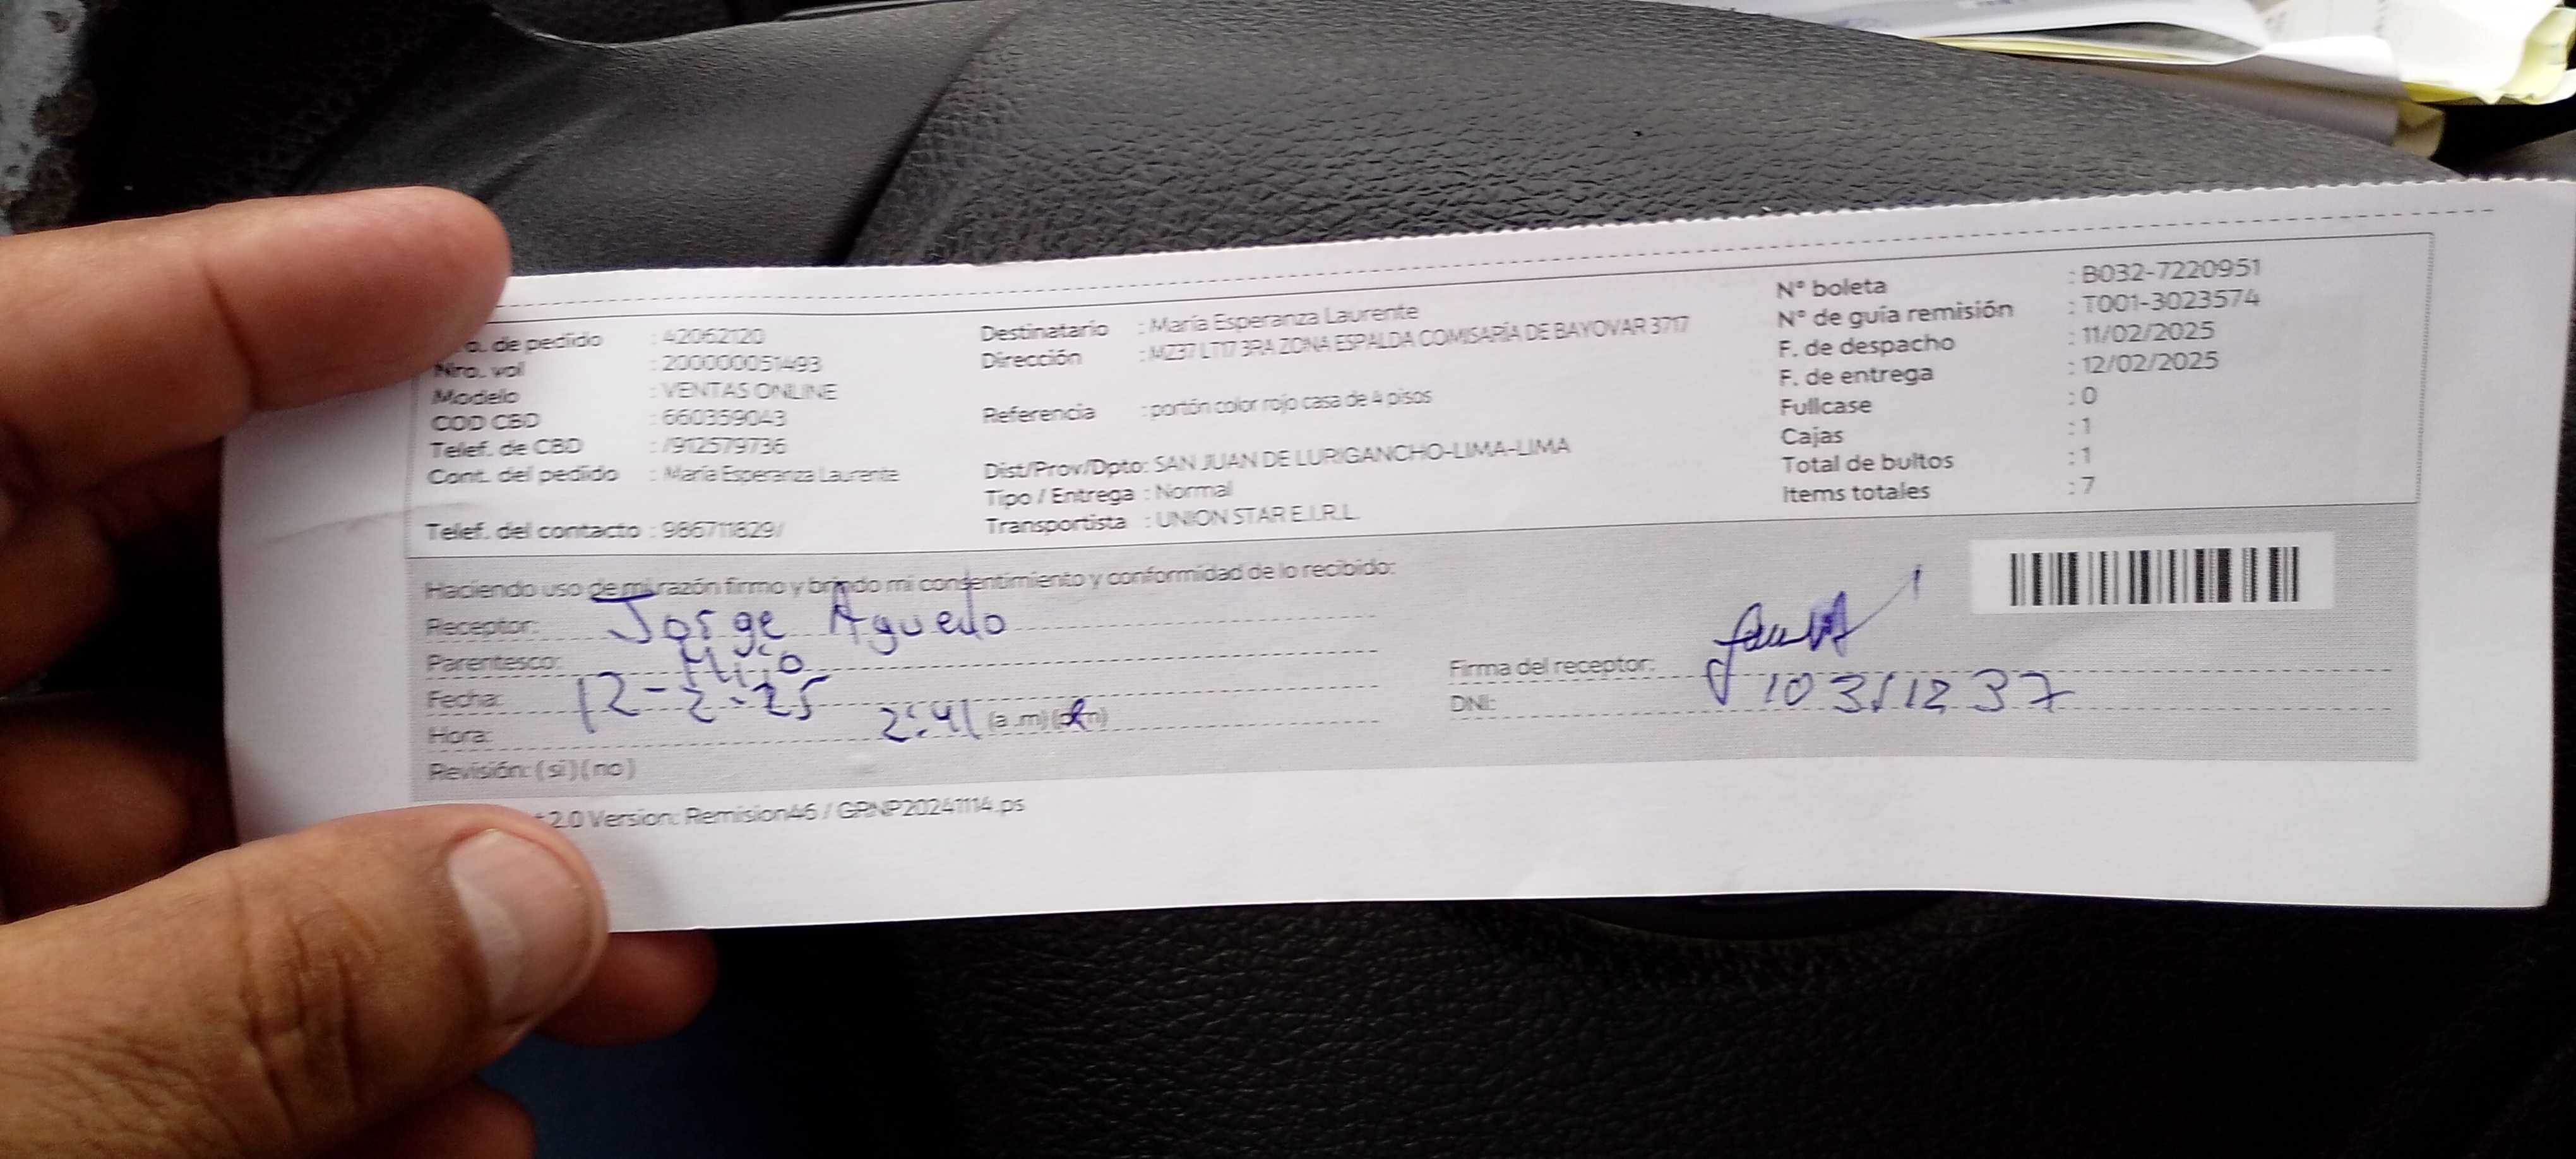 o. de pedido : 42062120
Nro. vol : 200000051493
Modelo : VENTAS ONLINE
COD CBD : 660359043
Telef. de CBD : /912579736
Cont. del pedido : María Esperanza Laurente
Telef. del contacto : 986711829/
Destinatario : María Esperanza Laurente
Dirección : MZ37 LT17 3RA ZONA ESPALDA COMISARÍA DE BAYOVAR 3717
Referencia : portón color rojo casa de 4 pisos
Dist/Prov/Dpto: SAN JUAN DE LURIGANCHO-LIMA-LIMA
Tipo / Entrega : Normal
Transportista : UNION STAR E.I.R.L.
N° boleta : B032-7220951
N° de guía remisión : T001-3023574
F. de despacho : 11/02/2025
F. de entrega : 12/02/2025
Fullcase : 0
Cajas : 1
Total de bultos : 1
Items totales : 7
Haciendo uso de mi razón firmo y brindo mi consentimiento y conformidad de lo recibido:
Receptor: Jorge Aguedo
Parentesco: Hijo
Fecha: 12-2-25
Hora: 2:41 (a .m) (p.m)
Revisión: (si) (no)
Firma del receptor:
DNI: 10311237
2.0 Version: Remision46 / GRNP20241114.ps